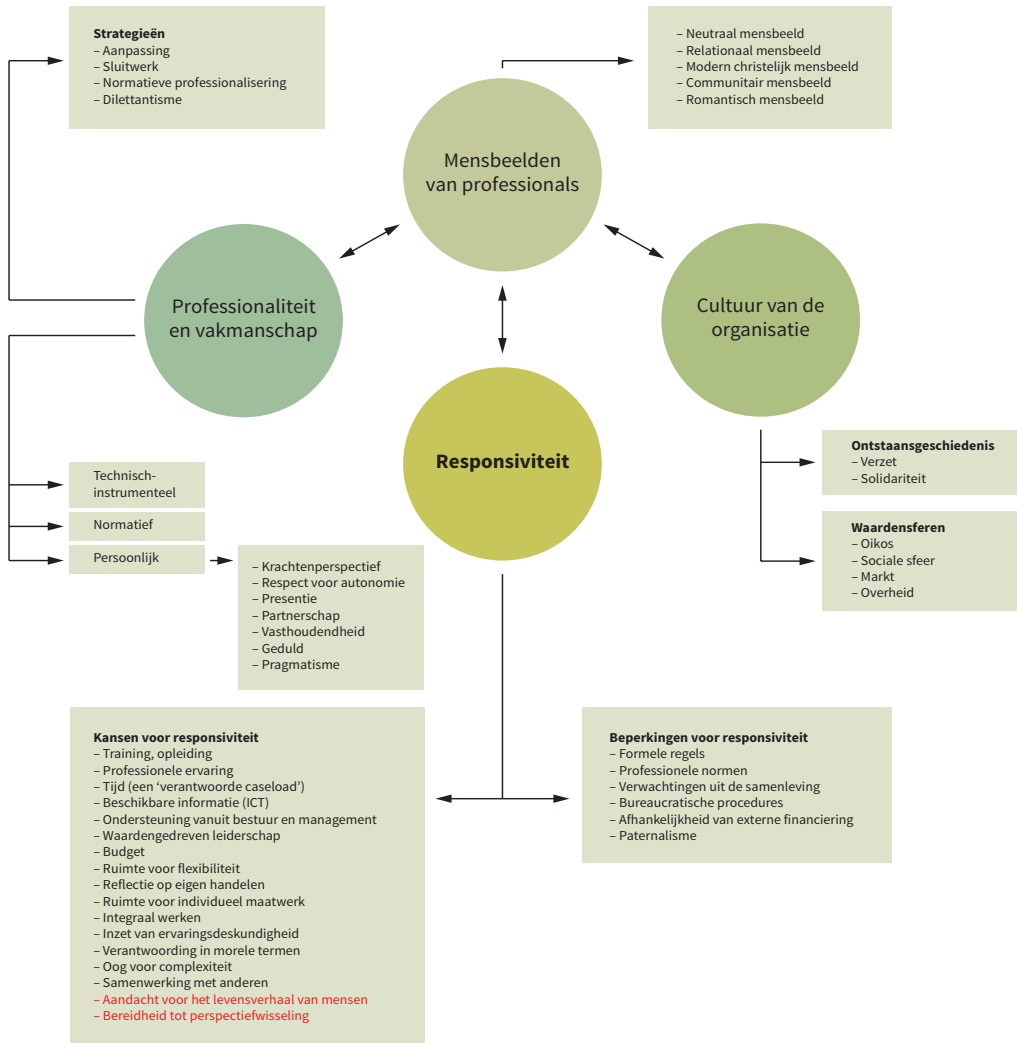 Strategieën
– Aanpassing
– Sluitwerk
– Normatieve professionalisering
– Dilettantisme
– Neutraal mensbeeld
– Relationaal mensbeeld
– Modern christelijk mensbeeld
– Communitair mensbeeld
– Romantisch mensbeeld
Mensbeelden
van professionals
Professionaliteit
en vakmanschap
Cultuur van de
organisatie
Responsiviteit
Ontstaansgeschiedenis
– Verzet
– Solidariteit
Waardensferen
– Oikos
– Sociale sfeer
– Markt
– Overheid
Technisch-
instrumenteel
Normatief
Persoonlijk
– Krachtenperspectief
– Respect voor autonomie
– Presentie
– Partnerschap
– Vasthoudendheid
– Geduld
– Pragmatisme
Kansen voor responsiviteit
– Training, opleiding
– Professionele ervaring
– Tijd (een ‘verantwoorde caseload’)
– Beschikbare informatie (ICT)
– Ondersteuning vanuit bestuur en management
– Waardengedreven leiderschap
– Budget
– Ruimte voor flexibiliteit
– Reflectie op eigen handelen
– Ruimte voor individueel maatwerk
– Integraal werken
– Inzet van ervaringsdeskundigheid
– Verantwoording in morele termen
– Oog voor complexiteit
– Samenwerking met anderen
– Aandacht voor het levensverhaal van mensen
– Bereidheid tot perspectiefwisseling
Beperkingen voor responsiviteit
– Formele regels
– Professionele normen
– Verwachtingen uit de samenleving
– Bureaucratische procedures
– Afhankelijkheid van externe financiering
– Paternalisme